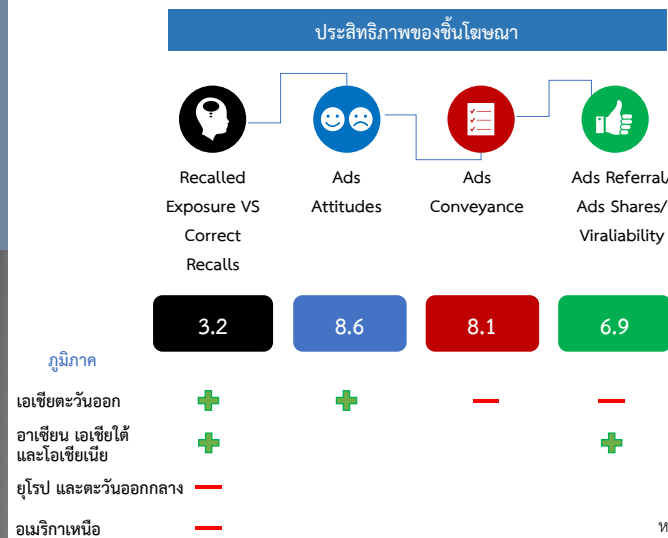 ประสิทธิภาพของชิ้นโฆษณา
Recalled
Exposure VS
Correct
Recalls
Ads
Attitudes
Ads
Conveyance
Ads Referral/
Ads Shares/
Viraliability
3.2
8.6
8.1
6.9
ภูมิภาค
เอเชียตะวันออก
อาเซียน เอเชียใต้
และโอเชียเนีย
ยุโรป และตะวันออกกลาง
อเมริกาเหนือ
ห